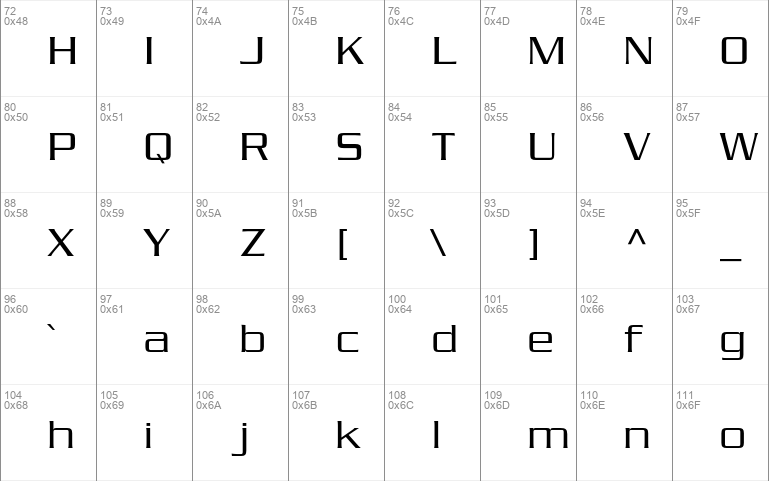 72 73 74 75 76 77 78 79
0x48 0x49 0x4A 0x4B 0x4C 0x4D 0x4E 0x4F
H I J K L M N O
80 81 82 83 84 85 86 87
0x50 0x51 0x52 0x53 0x54 0x55 0x56 0x57
P Q R S T U V W
88 89 90 91 92 93 94 95
0x58 0x59 0x5A 0x5B 0x5C 0x5D 0x5E 0x5F
X Y Z [ \ ] ^ _
96 97 98 99 100 101 102 103
0x60 0x61 0x62 0x63 0x64 0x65 0x66 0x67
` a b c d e f g
104 105 106 107 108 109 110 111
0x68 0x69 0x6A 0x6B 0x6C 0x6D 0x6E 0x6F
h i j k l m n o